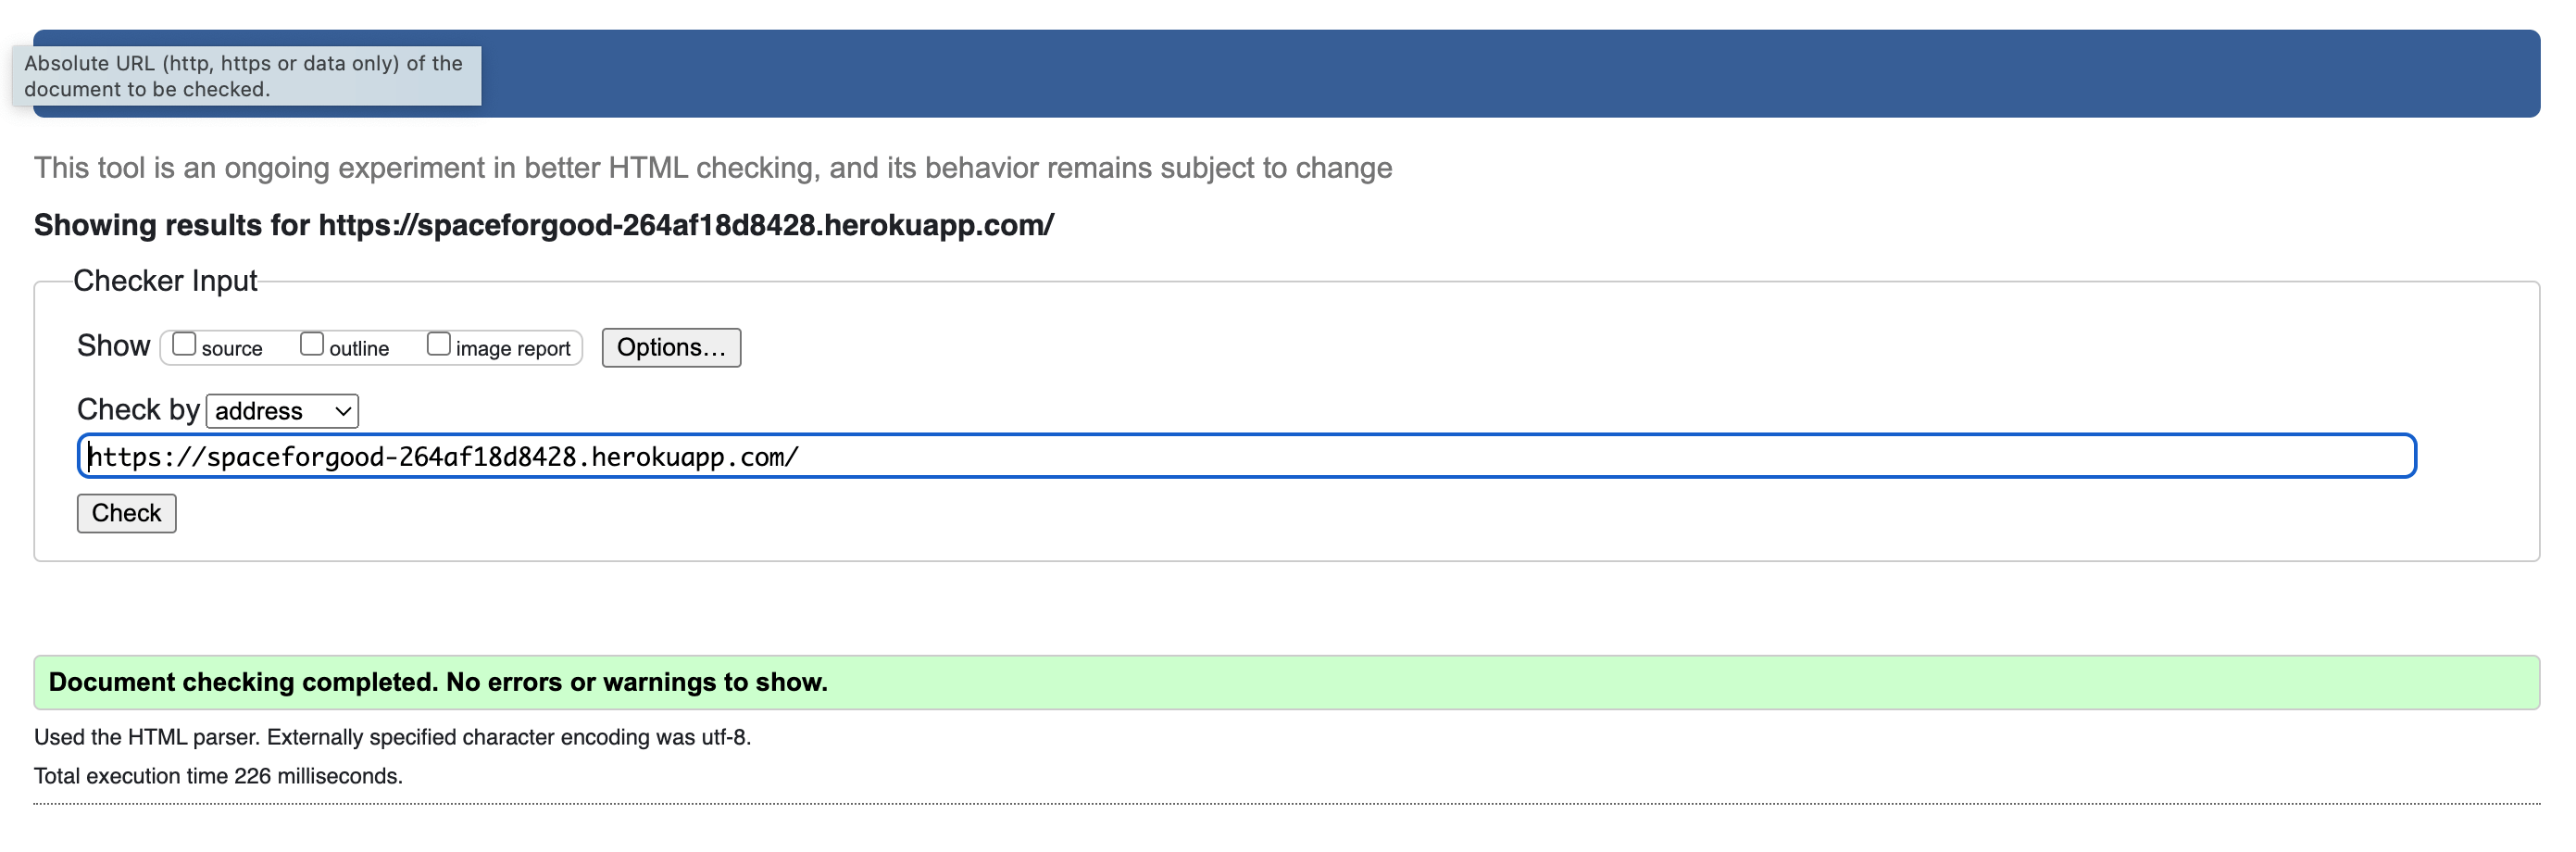 Absolute URL (http, https or data only) of the
document to be checked.
This tool is an ongoing experiment in better HTML checking, and its behavior remains subject to change
Showing results for https://spaceforgood-264af18d8428.herokuapp.com/
Checker Input
Show source outline image report Options...
Check by address
https://spaceforgood-264af18d8428.herokuapp.com/
Check
Document checking completed. No errors or warnings to show.
Used the HTML parser. Externally specified character encoding was utf-8.
Total execution time 226 milliseconds.